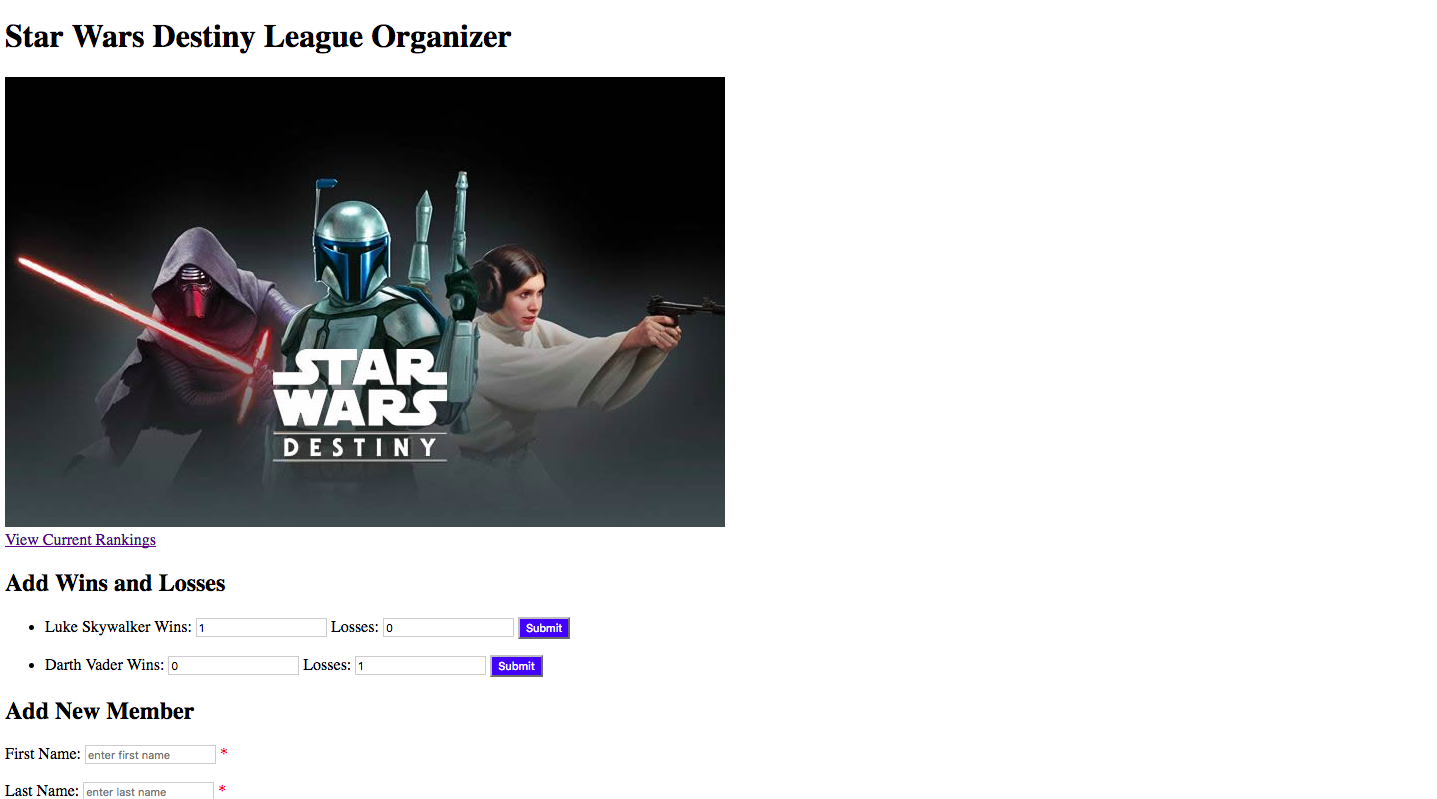 Star Wars Destiny League Organizer
STAR
WARS
DESTINY
View Current Rankings
Add Wins and Losses
Luke Skywalker Wins: 1 Losses: 0 Submit
Darth Vader Wins: 0 Losses: 1 Submit
Add New Member
First Name: enter first name *
Last Name: enter last name *